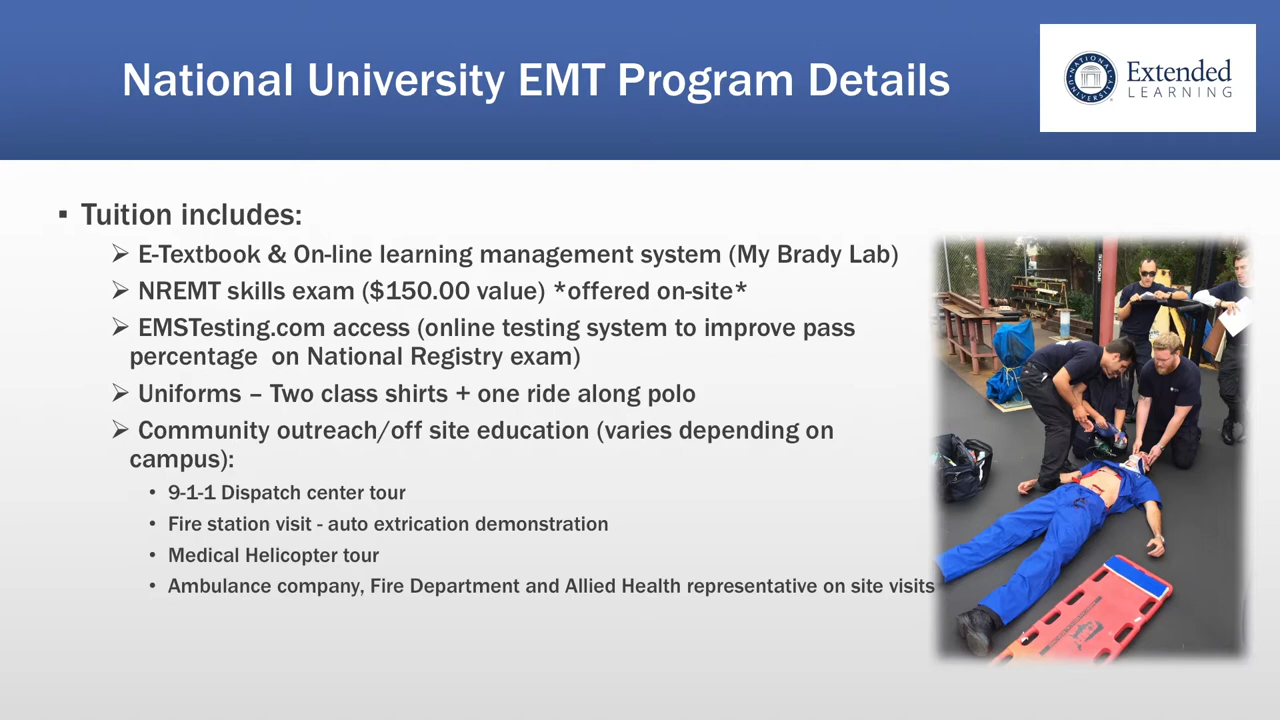 National University EMT Program Details
NATIONAL UNIVERSITY
Extended
LEARNING
▪ Tuition includes:
➢ E-Textbook & On-line learning management system (My Brady Lab)
➢ NREMT skills exam ($150.00 value) *offered on-site*
➢ EMSTesting.com access (online testing system to improve pass
percentage on National Registry exam)
➢ Uniforms – Two class shirts + one ride along polo
➢ Community outreach/off site education (varies depending on
campus):
• 9-1-1 Dispatch center tour
• Fire station visit - auto extrication demonstration
• Medical Helicopter tour
• Ambulance company, Fire Department and Allied Health representative on site visits